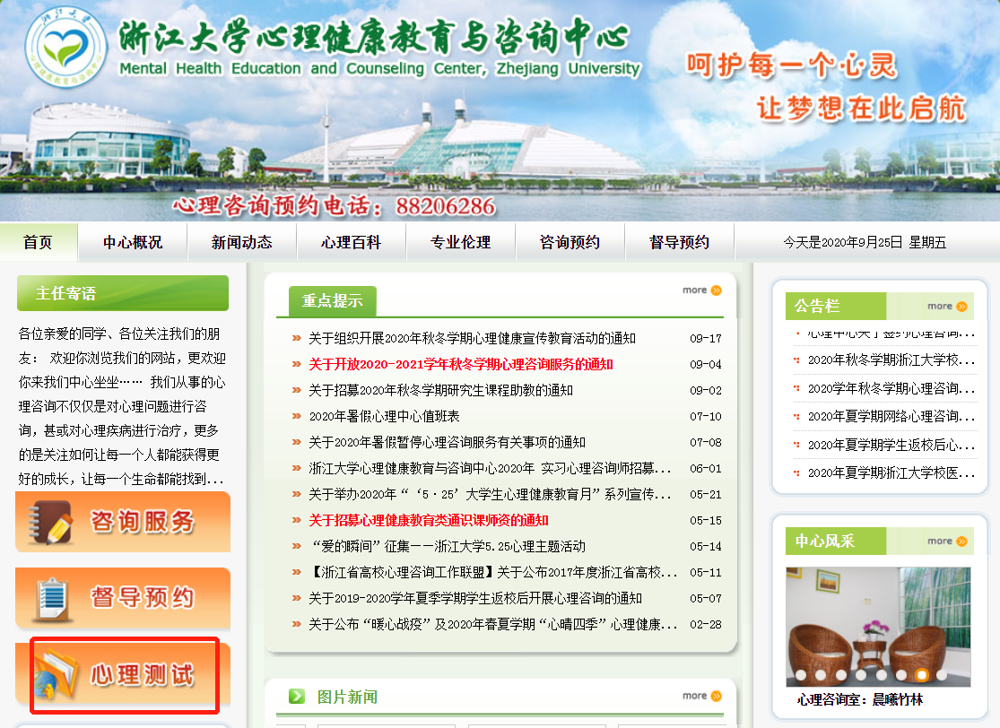 浙江大学心理健康教育与咨询中心
Mental Health Education and Counseling Center, Zhejiang University
呵护每一个心灵
让梦想在此启航
心理咨询预约电话：88206286
首页 中心概况 新闻动态 心理百科 专业伦理 咨询预约 督导预约 今天是2020年9月25日 星期五
主任寄语
各位亲爱的同学、各位关注我们的朋
友： 欢迎你浏览我们的网站，更欢迎
你来我们中心坐坐…… 我们从事的心
理咨询不仅仅是对心理问题进行咨
询，甚或对心理疾病进行治疗，更多
的是关注如何让每一个人都能获得更
好的成长，让每一个生命都能找到...
咨询服务
督导预约
心理测试
重点提示 more
关于组织开展2020年秋冬学期心理健康宣传教育活动的通知 09-17
关于开放2020-2021学年秋冬学期心理咨询服务的通知 09-04
关于招募2020年秋冬学期研究生课程助教的通知 09-02
2020年暑假心理中心值班表 07-10
关于2020年暑假暂停心理咨询服务有关事项的通知 07-08
浙江大学心理健康教育与咨询中心2020年 实习心理咨询师招募... 06-01
关于举办2020年“‘5·25’大学生心理健康教育月”系列宣传... 05-21
关于招募心理健康教育类通识课师资的通知 05-15
“爱的瞬间”征集——浙江大学5.25心理主题活动 05-14
【浙江省高校心理咨询工作联盟】关于公布2017年度浙江省高校... 05-11
关于2019-2020学年夏季学期学生返校后开展心理咨询的通知 05-07
关于公布“暖心战疫”及2020年春夏学期“心晴四季”心理健康... 02-28
图片新闻 more
公告栏 more
心理中心关于签约心理咨询...
2020年秋冬学期浙江大学校...
2020学年秋冬学期心理咨询...
2020年夏学期网络心理咨询...
2020年夏学期学生返校后心...
2020年夏学期浙江大学校医...
中心风采 more
心理咨询室：晨曦竹林